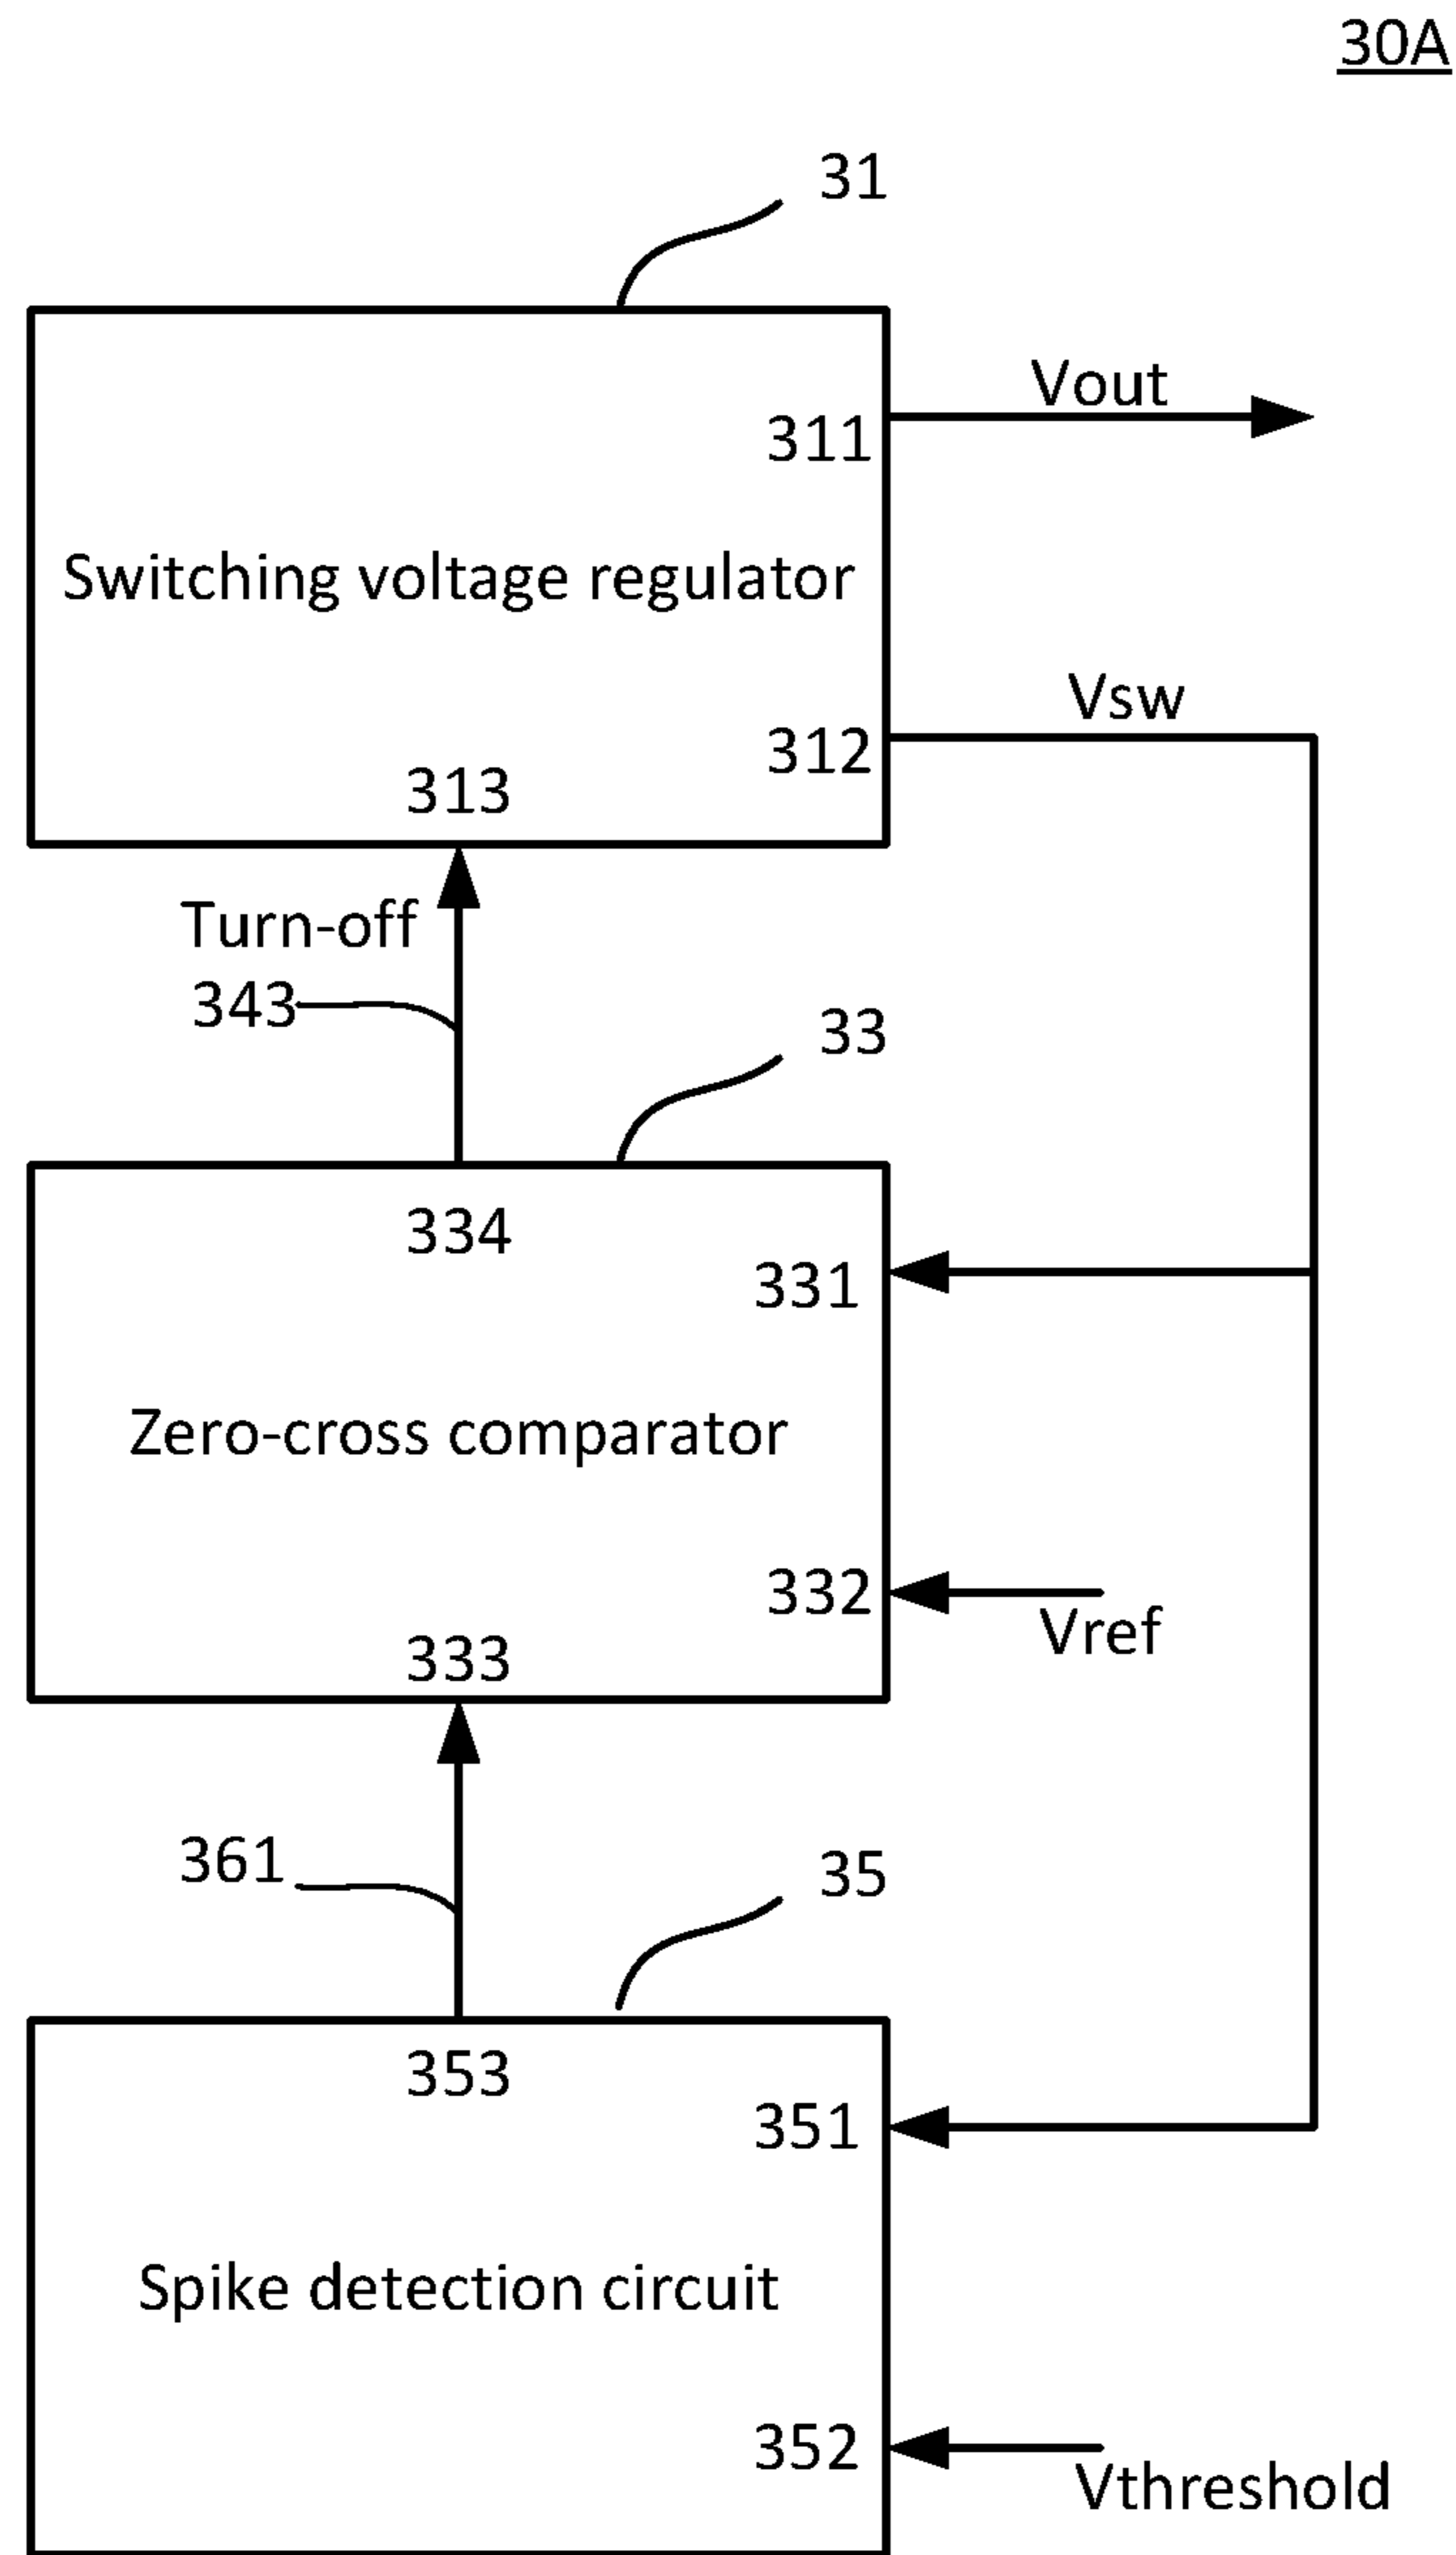 30A
31
Vout
311
Switching voltage regulator
Vsw
312
313
Turn-off
343
33
334
331
Zero-cross comparator
332
Vref
333
361
35
353
351
Spike detection circuit
352
Vthreshold